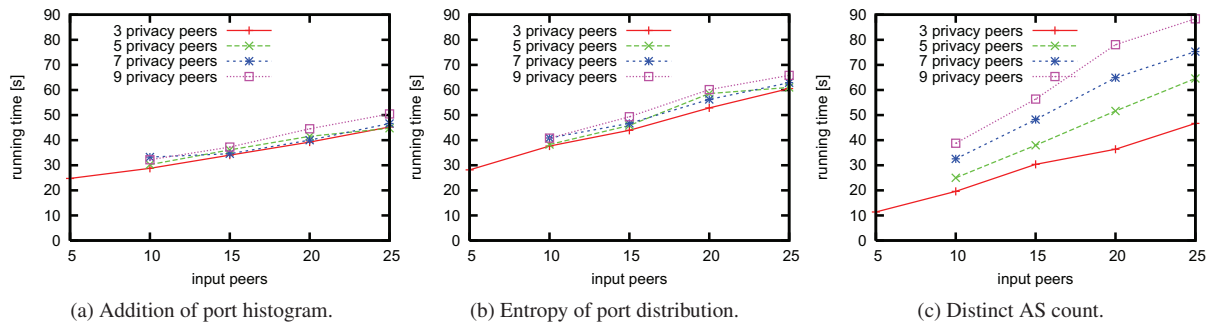 90
80
70
60
50
40
30
20
10
0
running time [s]
3 privacy peers
5 privacy peers
7 privacy peers
9 privacy peers
5 10 15 20 25
input peers
(a) Addition of port histogram.
90
80
70
60
50
40
30
20
10
0
running time [s]
3 privacy peers
5 privacy peers
7 privacy peers
9 privacy peers
5 10 15 20 25
input peers
(b) Entropy of port distribution.
90
80
70
60
50
40
30
20
10
0
running time [s]
3 privacy peers
5 privacy peers
7 privacy peers
9 privacy peers
5 10 15 20 25
input peers
(c) Distinct AS count.